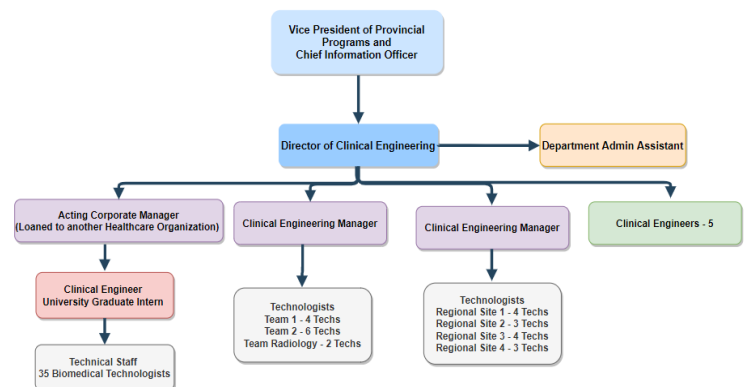 Vice President of Provincial
Programs and
Chief Information Officer
Director of Clinical Engineering
Department Admin Assistant
Acting Corporate Manager
(Loaned to another Healthcare Organization)
Clinical Engineering Manager
Clinical Engineering Manager
Clinical Engineers - 5
Clinical Engineer
University Graduate Intern
Technologists
Team 1 - 4 Techs
Team 2 - 6 Techs
Team Radiology - 2 Techs
Technologists
Regional Site 1 - 4 Techs
Regional Site 2 - 3 Techs
Regional Site 3 - 4 Techs
Regional Site 4 - 3 Techs
Technical Staff
35 Biomedical Technologists